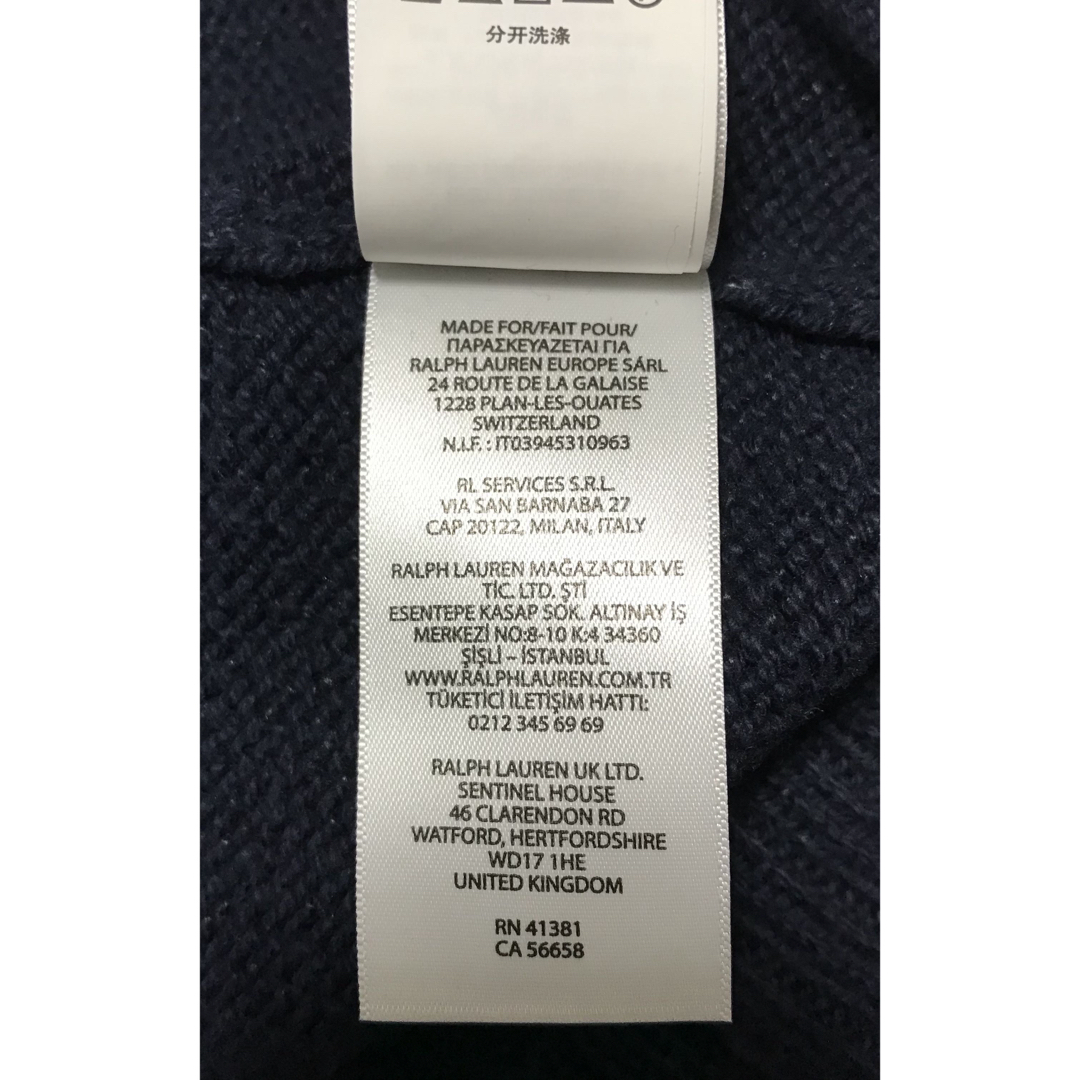 分开洗涤
MADE FOR/FAIT POUR/
ΠΑΡΑΣΚΕΥΑΖΕΤΑΙ ΓΙΑ
RALPH LAUREN EUROPE SÁRL
24 ROUTE DE LA GALAISE
1228 PLAN-LES-OUATES
SWITZERLAND
N.I.F. : IT03945310963
RL SERVICES S.R.L.
VIA SAN BARNABA 27
CAP 20122, MILAN, ITALY
RALPH LAUREN MAĞAZACILIK VE
TİC. LTD. ŞTİ
ESENTEPE KASAP SOK. ALTINAY İŞ
MERKEZİ NO:8-10 K:4 34360
ŞİŞLİ – İSTANBUL
WWW.RALPHLAUREN.COM.TR
TÜKETİCİ İLETİŞİM HATTI:
0212 345 69 69
RALPH LAUREN UK LTD.
SENTINEL HOUSE
46 CLARENDON RD
WATFORD, HERTFORDSHIRE
WD17 1HE
UNITED KINGDOM
RN 41381
CA 56658